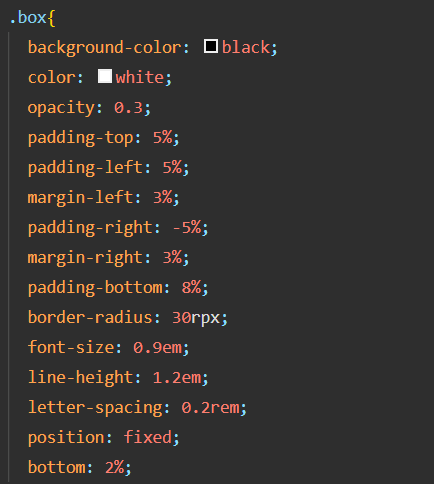 .box{
background-color: black;
color: white;
opacity: 0.3;
padding-top: 5%;
padding-left: 5%;
margin-left: 3%;
padding-right: -5%;
margin-right: 3%;
padding-bottom: 8%;
border-radius: 30rpx;
font-size: 0.9em;
line-height: 1.2em;
letter-spacing: 0.2rem;
position: fixed;
bottom: 2%;